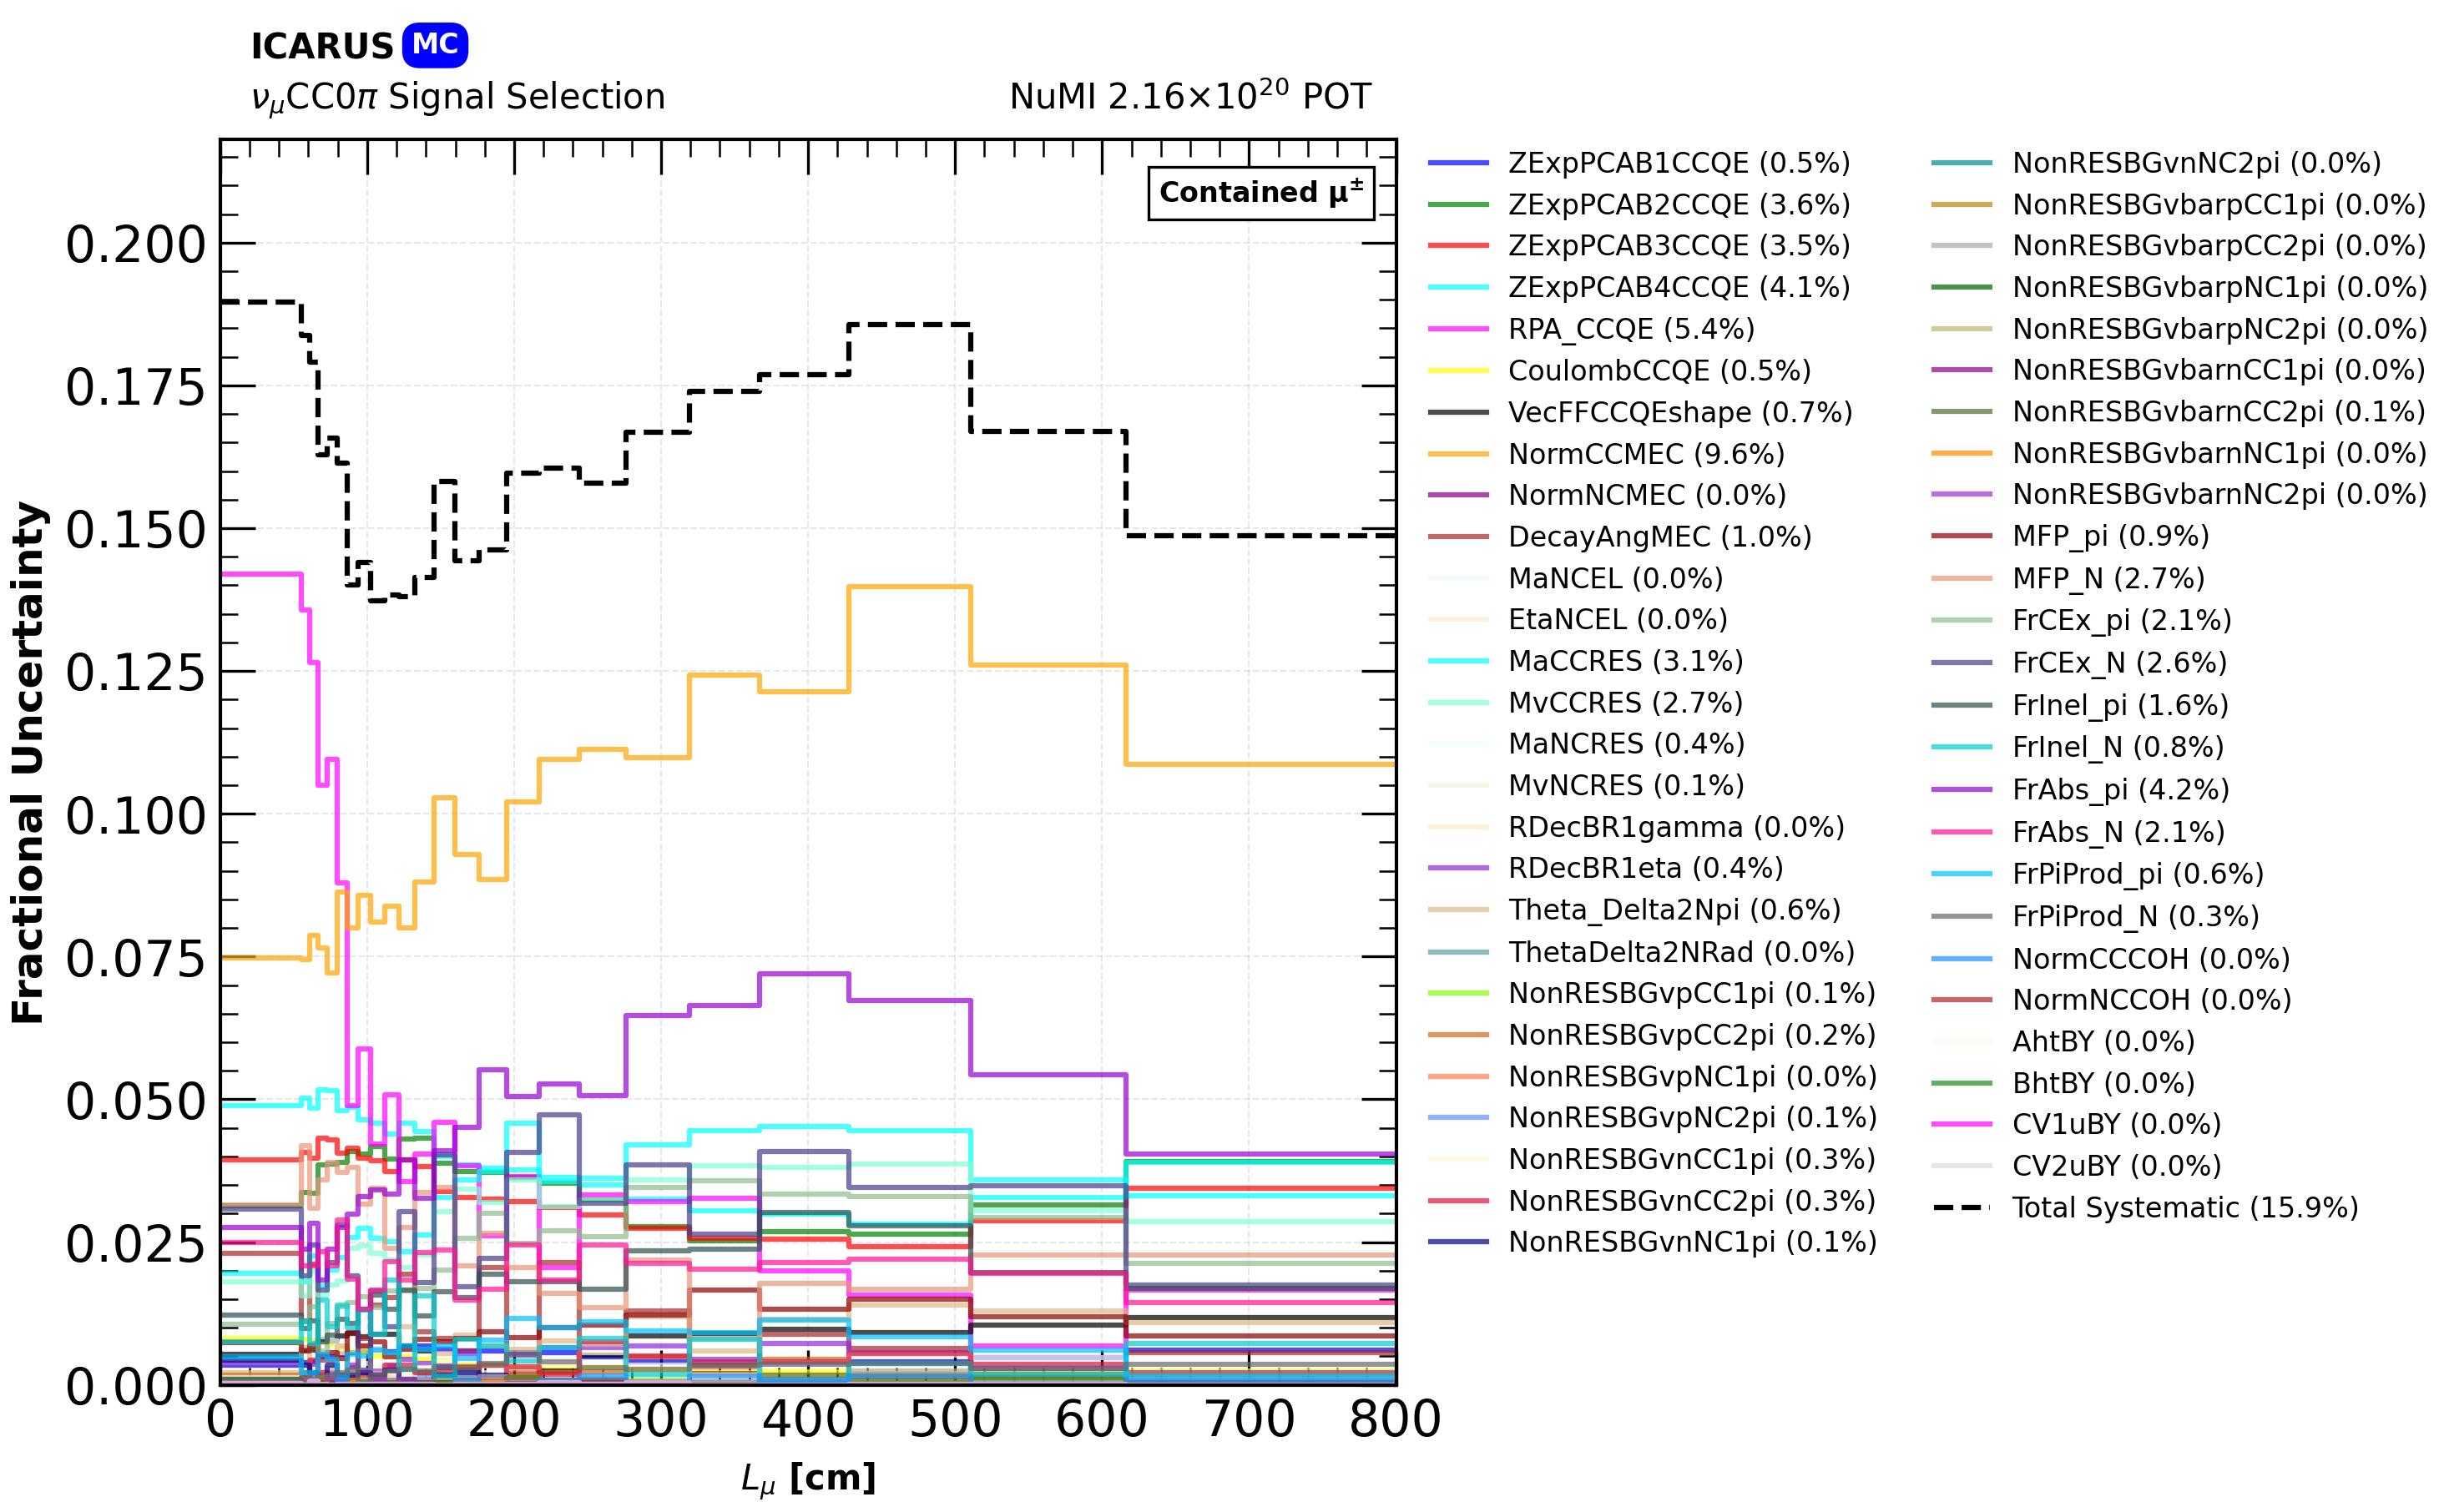 ICARUS MC
νμCC0π Signal Selection
NuMI 2.16×10²⁰ POT
Contained μ±
Fractional Uncertainty
0.200
0.175
0.150
0.125
0.100
0.075
0.050
0.025
0.000
0 100 200 300 400 500 600 700 800
Lμ [cm]
ZExpPCAB1CCQE (0.5%)
ZExpPCAB2CCQE (3.6%)
ZExpPCAB3CCQE (3.5%)
ZExpPCAB4CCQE (4.1%)
RPA_CCQE (5.4%)
CoulombCCQE (0.5%)
VecFFCCQEshape (0.7%)
NormCCMEC (9.6%)
NormNCMEC (0.0%)
DecayAngMEC (1.0%)
MaNCEL (0.0%)
EtaNCEL (0.0%)
MaCCRES (3.1%)
MvCCRES (2.7%)
MaNCRES (0.4%)
MvNCRES (0.1%)
RDecBR1gamma (0.0%)
RDecBR1eta (0.4%)
Theta_Delta2Npi (0.6%)
ThetaDelta2NRad (0.0%)
NonRESBGvpCC1pi (0.1%)
NonRESBGvpCC2pi (0.2%)
NonRESBGvpNC1pi (0.0%)
NonRESBGvpNC2pi (0.1%)
NonRESBGvnCC1pi (0.3%)
NonRESBGvnCC2pi (0.3%)
NonRESBGvnNC1pi (0.1%)
NonRESBGvnNC2pi (0.0%)
NonRESBGvbarpCC1pi (0.0%)
NonRESBGvbarpCC2pi (0.0%)
NonRESBGvbarpNC1pi (0.0%)
NonRESBGvbarpNC2pi (0.0%)
NonRESBGvbarnCC1pi (0.0%)
NonRESBGvbarnCC2pi (0.1%)
NonRESBGvbarnNC1pi (0.0%)
NonRESBGvbarnNC2pi (0.0%)
MFP_pi (0.9%)
MFP_N (2.7%)
FrCEx_pi (2.1%)
FrCEx_N (2.6%)
FrInel_pi (1.6%)
FrInel_N (0.8%)
FrAbs_pi (4.2%)
FrAbs_N (2.1%)
FrPiProd_pi (0.6%)
FrPiProd_N (0.3%)
NormCCCOH (0.0%)
NormNCCOH (0.0%)
AhtBY (0.0%)
BhtBY (0.0%)
CV1uBY (0.0%)
CV2uBY (0.0%)
Total Systematic (15.9%)